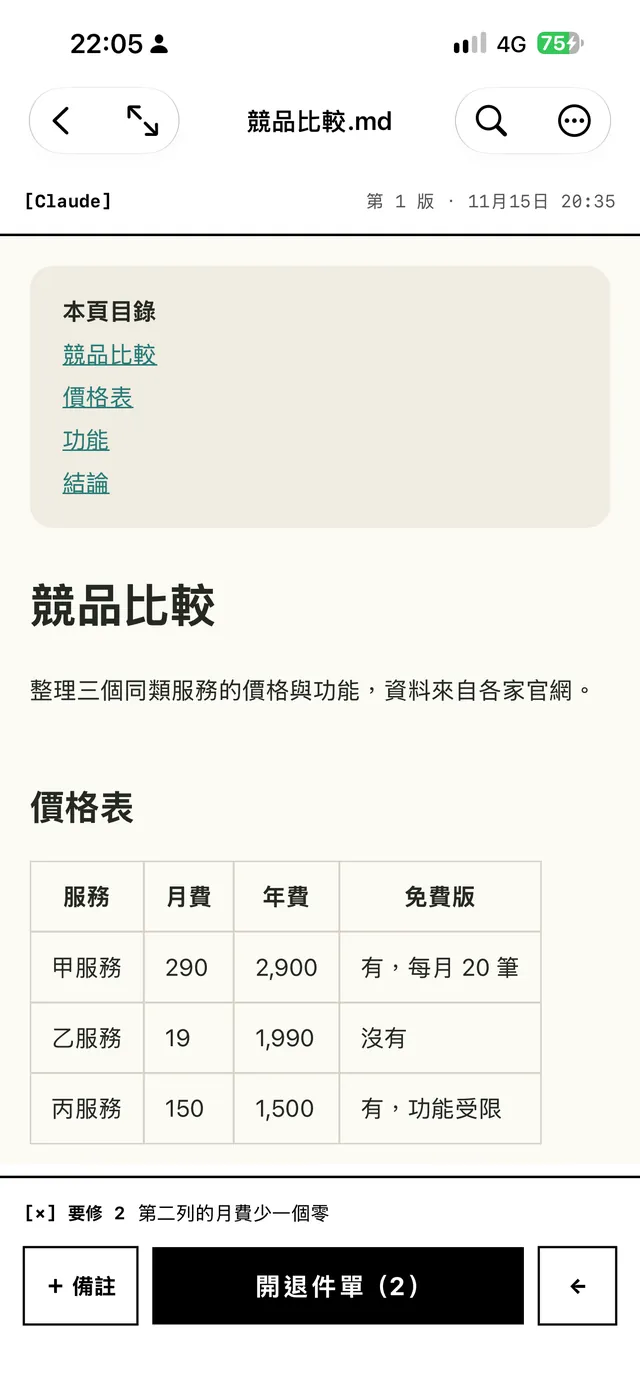 22:05
4G 75
競品比較.md
[Claude] 第 1 版 · 11月15日 20:35
本頁目錄
競品比較
價格表
功能
結論
競品比較
整理三個同類服務的價格與功能，資料來自各家官網。
價格表
服務 月費 年費 免費版
甲服務 290 2,900 有，每月 20 筆
乙服務 19 1,990 沒有
丙服務 150 1,500 有，功能受限
[×] 要修 2 第二列的月費少一個零
+ 備註
開退件單（2）
←